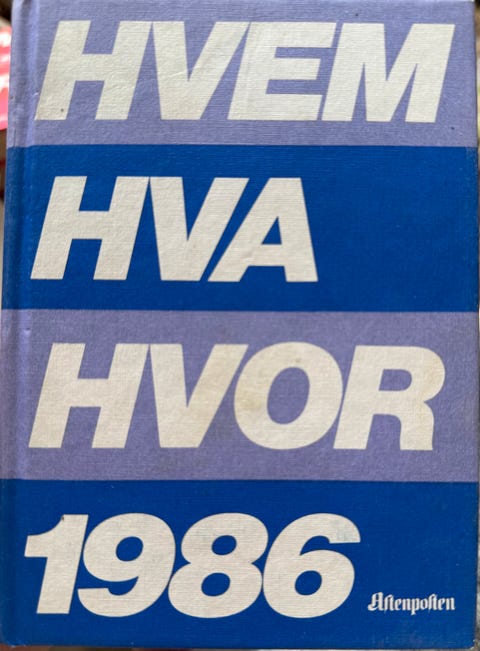 HVEM
HVA
HVOR
1986
Aftenposten